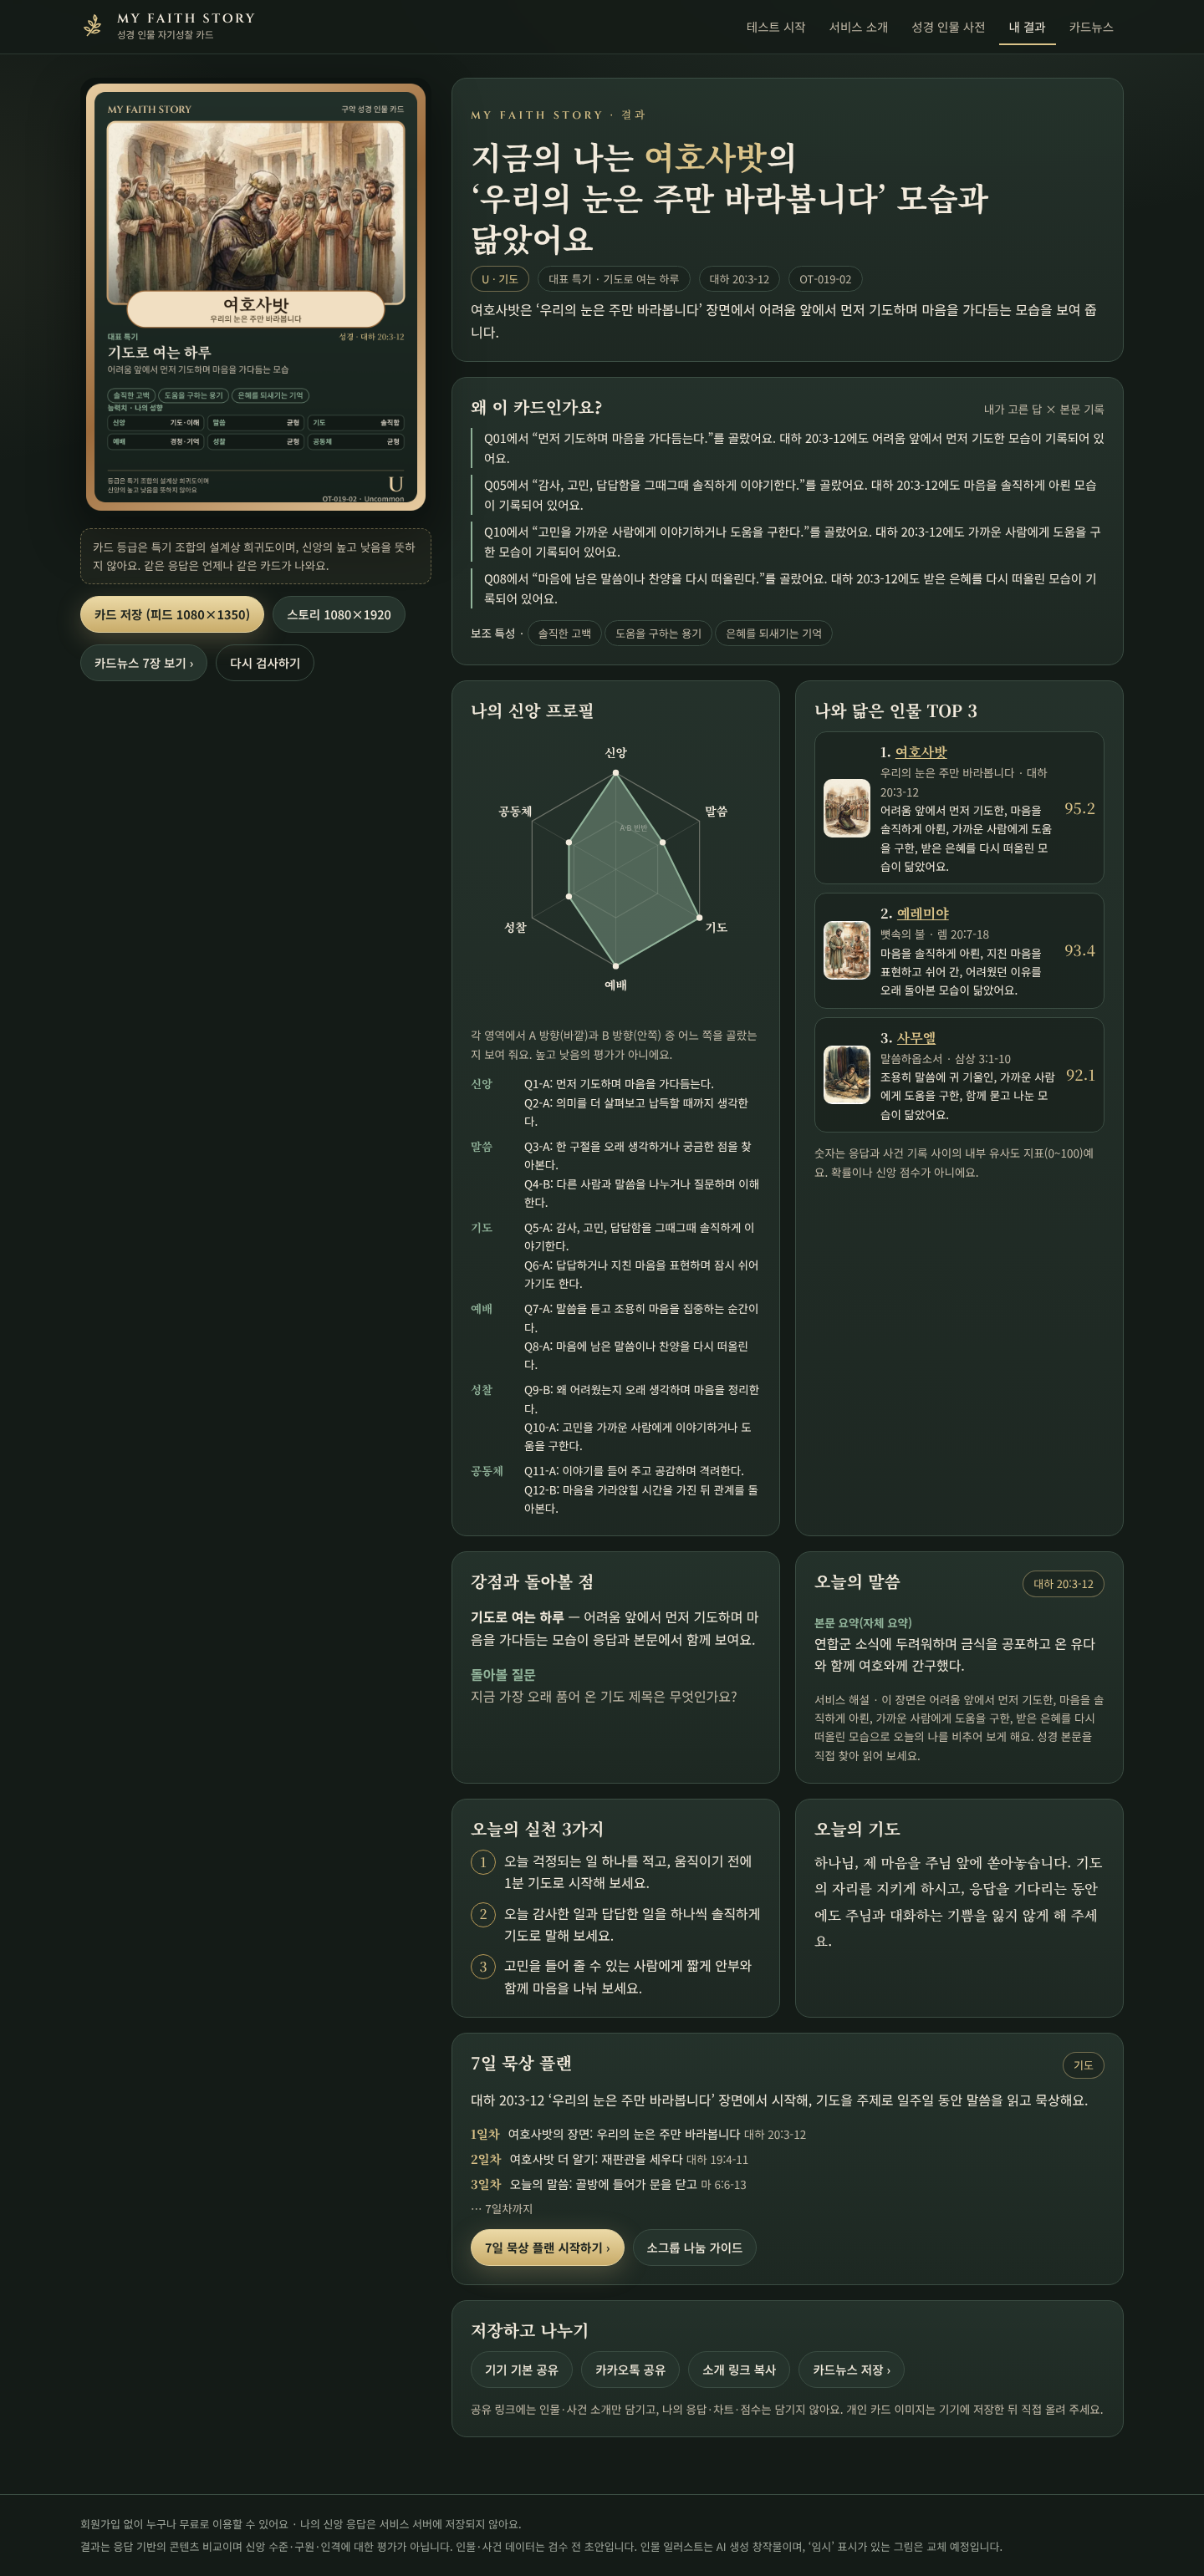 MY FAITH STORY
성경 인물 자기성찰 카드
테스트 시작
서비스 소개
성경 인물 사전
내 결과
카드뉴스
MY FAITH STORY
구약 성경 인물 카드
여호사밧
우리의 눈은 주만 바라봅니다
대표 특기
성경 · 대하 20:3-12
기도로 여는 하루
어려움 앞에서 먼저 기도하며 마음을 가다듬는 모습
솔직한 고백
도움을 구하는 용기
은혜를 되새기는 기억
능력치 · 나의 성향
신앙 기도·이해
말씀 균형
기도 솔직함
예배 경청·기억
성찰 균형
공동체 균형
등급은 특기 조합의 설계상 희귀도이며
신앙의 높고 낮음을 뜻하지 않아요
U
OT-019-02 · Uncommon
카드 등급은 특기 조합의 설계상 희귀도이며, 신앙의 높고 낮음을 뜻하
지 않아요. 같은 응답은 언제나 같은 카드가 나와요.
카드 저장 (피드 1080×1350)
스토리 1080×1920
카드뉴스 7장 보기 ›
다시 검사하기
MY FAITH STORY · 결과
지금의 나는 여호사밧의
‘우리의 눈은 주만 바라봅니다’ 모습과
닮았어요
U · 기도
대표 특기 · 기도로 여는 하루
대하 20:3-12
OT-019-02
여호사밧은 ‘우리의 눈은 주만 바라봅니다’ 장면에서 어려움 앞에서 먼저 기도하며 마음을 가다듬는 모습을 보여 줍
니다.
왜 이 카드인가요?
내가 고른 답 × 본문 기록
Q01에서 “먼저 기도하며 마음을 가다듬는다.”를 골랐어요. 대하 20:3-12에도 어려움 앞에서 먼저 기도한 모습이 기록되어 있
어요.
Q05에서 “감사, 고민, 답답함을 그때그때 솔직하게 이야기한다.”를 골랐어요. 대하 20:3-12에도 마음을 솔직하게 아뢴 모습
이 기록되어 있어요.
Q10에서 “고민을 가까운 사람에게 이야기하거나 도움을 구한다.”를 골랐어요. 대하 20:3-12에도 가까운 사람에게 도움을 구
한 모습이 기록되어 있어요.
Q08에서 “마음에 남은 말씀이나 찬양을 다시 떠올린다.”를 골랐어요. 대하 20:3-12에도 받은 은혜를 다시 떠올린 모습이 기
록되어 있어요.
보조 특성 ·
솔직한 고백
도움을 구하는 용기
은혜를 되새기는 기억
나의 신앙 프로필
신앙
말씀
기도
예배
성찰
공동체
A·B 반반
각 영역에서 A 방향(바깥)과 B 방향(안쪽) 중 어느 쪽을 골랐는
지 보여 줘요. 높고 낮음의 평가가 아니에요.
신앙
Q1-A: 먼저 기도하며 마음을 가다듬는다.
Q2-A: 의미를 더 살펴보고 납득할 때까지 생각한
다.
말씀
Q3-A: 한 구절을 오래 생각하거나 궁금한 점을 찾
아본다.
Q4-B: 다른 사람과 말씀을 나누거나 질문하며 이해
한다.
기도
Q5-A: 감사, 고민, 답답함을 그때그때 솔직하게 이
야기한다.
Q6-A: 답답하거나 지친 마음을 표현하며 잠시 쉬어
가기도 한다.
예배
Q7-A: 말씀을 듣고 조용히 마음을 집중하는 순간이
다.
Q8-A: 마음에 남은 말씀이나 찬양을 다시 떠올린
다.
성찰
Q9-B: 왜 어려웠는지 오래 생각하며 마음을 정리한
다.
Q10-A: 고민을 가까운 사람에게 이야기하거나 도
움을 구한다.
공동체
Q11-A: 이야기를 들어 주고 공감하며 격려한다.
Q12-B: 마음을 가라앉힐 시간을 가진 뒤 관계를 돌
아본다.
나와 닮은 인물 TOP 3
1. 여호사밧
우리의 눈은 주만 바라봅니다 · 대하
20:3-12
어려움 앞에서 먼저 기도한, 마음을
솔직하게 아뢴, 가까운 사람에게 도움
을 구한, 받은 은혜를 다시 떠올린 모
습이 닮았어요.
95.2
2. 예레미야
뼛속의 불 · 렘 20:7-18
마음을 솔직하게 아뢴, 지친 마음을
표현하고 쉬어 간, 어려웠던 이유를
오래 돌아본 모습이 닮았어요.
93.4
3. 사무엘
말씀하옵소서 · 삼상 3:1-10
조용히 말씀에 귀 기울인, 가까운 사람
에게 도움을 구한, 함께 묻고 나눈 모
습이 닮았어요.
92.1
숫자는 응답과 사건 기록 사이의 내부 유사도 지표(0~100)예
요. 확률이나 신앙 점수가 아니에요.
강점과 돌아볼 점
기도로 여는 하루 — 어려움 앞에서 먼저 기도하며 마
음을 가다듬는 모습이 응답과 본문에서 함께 보여요.
돌아볼 질문
지금 가장 오래 품어 온 기도 제목은 무엇인가요?
오늘의 말씀
대하 20:3-12
본문 요약(자체 요약)
연합군 소식에 두려워하며 금식을 공포하고 온 유다
와 함께 여호와께 간구했다.
서비스 해설 · 이 장면은 어려움 앞에서 먼저 기도한, 마음을 솔
직하게 아뢴, 가까운 사람에게 도움을 구한, 받은 은혜를 다시
떠올린 모습으로 오늘의 나를 비추어 보게 해요. 성경 본문을
직접 찾아 읽어 보세요.
오늘의 실천 3가지
1 오늘 걱정되는 일 하나를 적고, 움직이기 전에
1분 기도로 시작해 보세요.
2 오늘 감사한 일과 답답한 일을 하나씩 솔직하게
기도로 말해 보세요.
3 고민을 들어 줄 수 있는 사람에게 짧게 안부와
함께 마음을 나눠 보세요.
오늘의 기도
하나님, 제 마음을 주님 앞에 쏟아놓습니다. 기도
의 자리를 지키게 하시고, 응답을 기다리는 동안
에도 주님과 대화하는 기쁨을 잃지 않게 해 주세
요.
7일 묵상 플랜
기도
대하 20:3-12 ‘우리의 눈은 주만 바라봅니다’ 장면에서 시작해, 기도를 주제로 일주일 동안 말씀을 읽고 묵상해요.
1일차 여호사밧의 장면: 우리의 눈은 주만 바라봅니다 대하 20:3-12
2일차 여호사밧 더 알기: 재판관을 세우다 대하 19:4-11
3일차 오늘의 말씀: 골방에 들어가 문을 닫고 마 6:6-13
… 7일차까지
7일 묵상 플랜 시작하기 ›
소그룹 나눔 가이드
저장하고 나누기
기기 기본 공유
카카오톡 공유
소개 링크 복사
카드뉴스 저장 ›
공유 링크에는 인물·사건 소개만 담기고, 나의 응답·차트·점수는 담기지 않아요. 개인 카드 이미지는 기기에 저장한 뒤 직접 올려 주세요.
회원가입 없이 누구나 무료로 이용할 수 있어요 · 나의 신앙 응답은 서비스 서버에 저장되지 않아요.
결과는 응답 기반의 콘텐츠 비교이며 신앙 수준·구원·인격에 대한 평가가 아닙니다. 인물·사건 데이터는 검수 전 초안입니다. 인물 일러스트는 AI 생성 창작물이며, ‘임시’ 표시가 있는 그림은 교체 예정입니다.